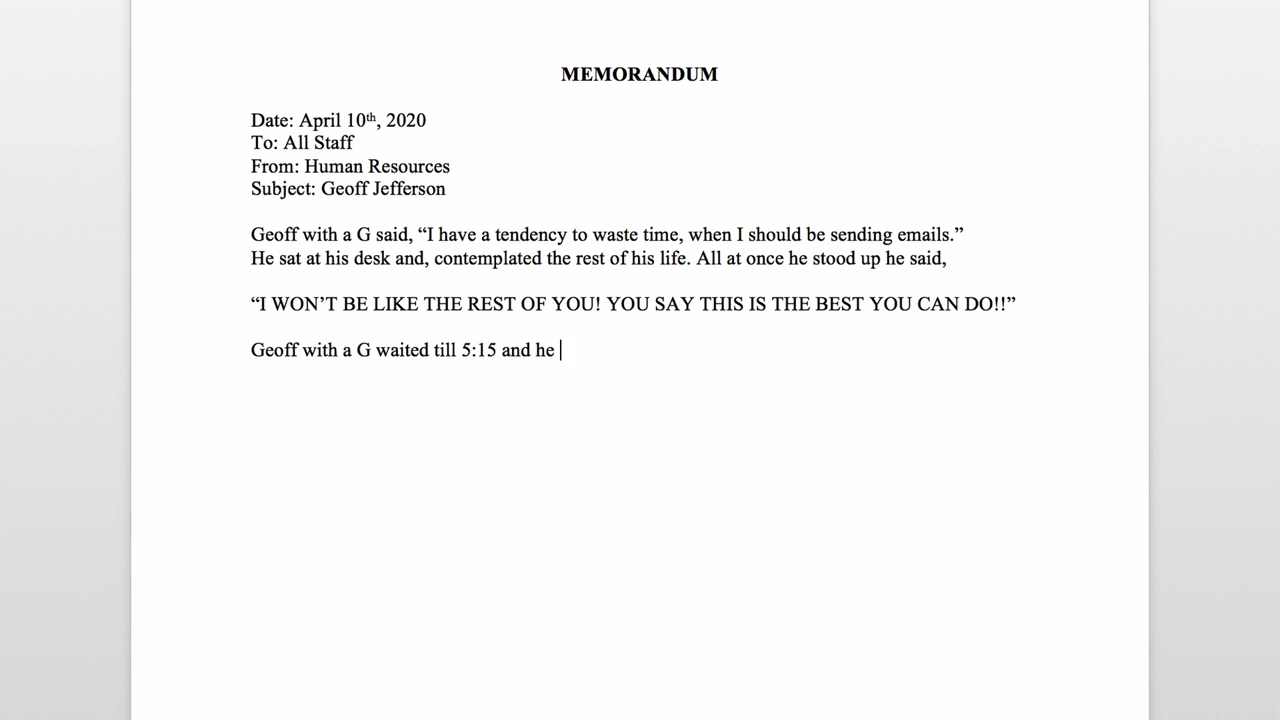 MEMORANDUM
Date: April 10th, 2020
To: All Staff
From: Human Resources
Subject: Geoff Jefferson
Geoff with a G said, “I have a tendency to waste time, when I should be sending emails.”
He sat at his desk and, contemplated the rest of his life. All at once he stood up he said,
“I WON’T BE LIKE THE REST OF YOU! YOU SAY THIS IS THE BEST YOU CAN DO!!”
Geoff with a G waited till 5:15 and he